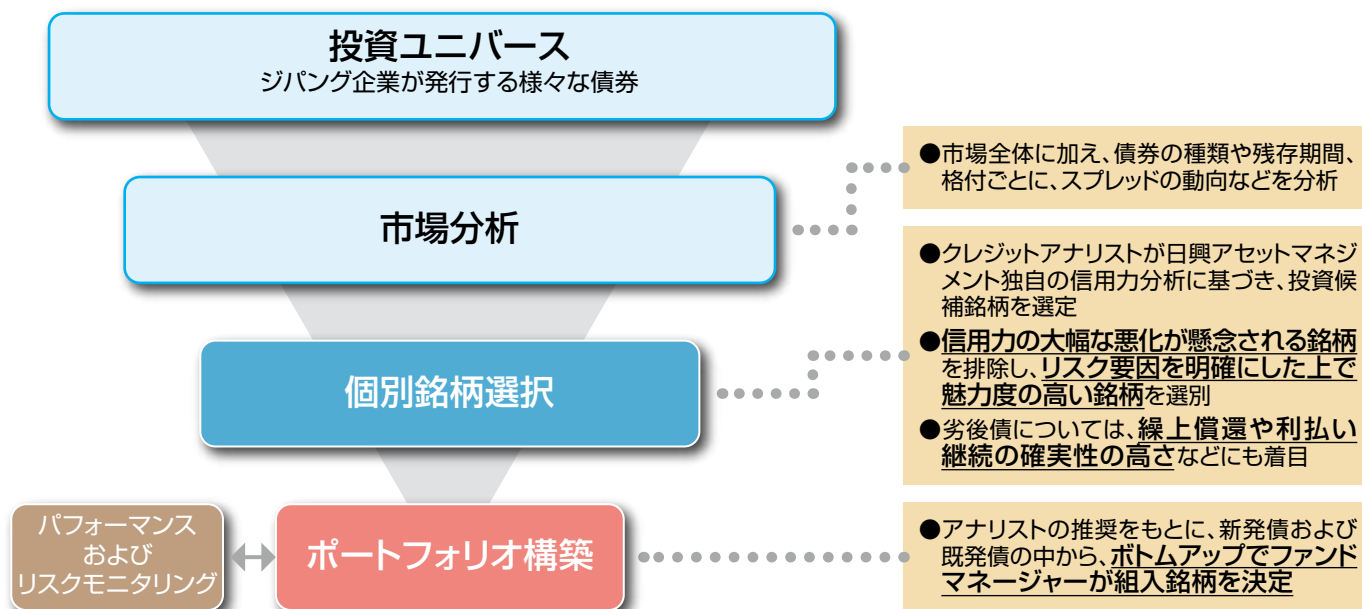 投資ユニバース
ジパング企業が発行する様々な債券
市場分析
●市場全体に加え、債券の種類や残存期間、
格付ごとに、スプレッドの動向などを分析
個別銘柄選択
●クレジットアナリストが日興アセットマネジ
メント独自の信用力分析に基づき、投資候
補銘柄を選定
●信用力の大幅な悪化が懸念される銘柄
を排除し、リスク要因を明確にした上で
魅力度の高い銘柄を選別
●劣後債については、繰上償還や利払い
継続の確実性の高さなどにも着目
パフォーマンス
および
リスクモニタリング
ポートフォリオ構築
●アナリストの推奨をもとに、新発債および
既発債の中から、ボトムアップでファンド
マネージャーが組入銘柄を決定